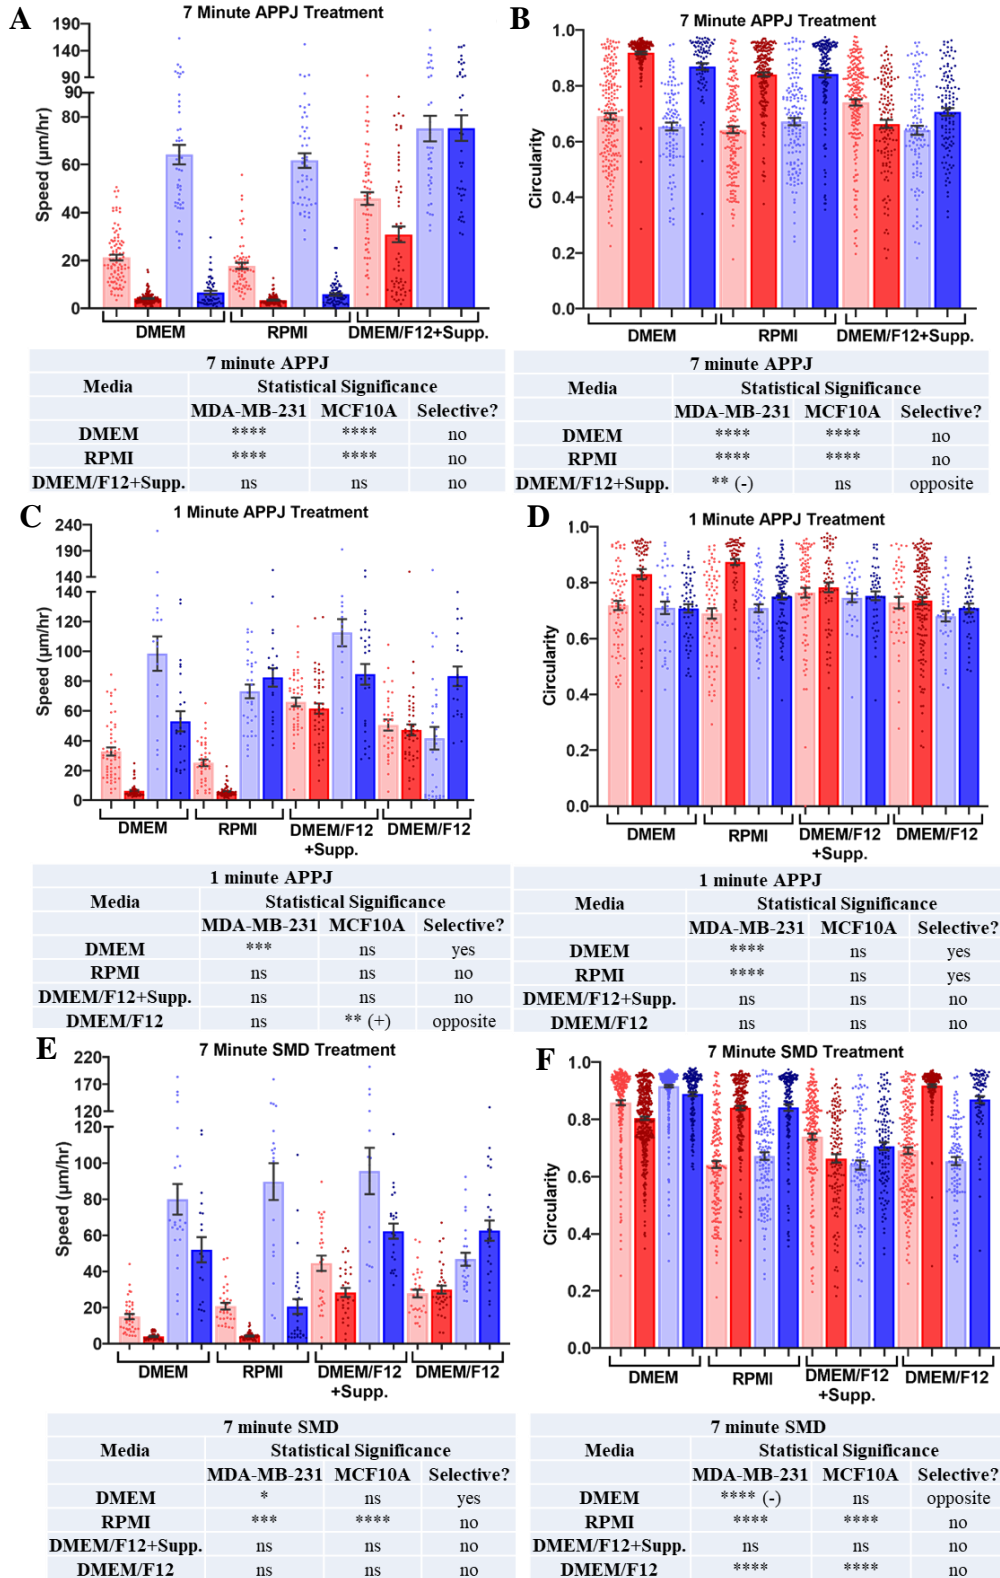 A
7 Minute APPJ Treatment
Speed (µm/hr)
190
140
90
90
80
60
40
20
0
DMEM RPMI DMEM/F12+Supp.
7 minute APPJ
Media Statistical Significance
MDA-MB-231 MCF10A Selective?
DMEM **** **** no
RPMI **** **** no
DMEM/F12+Supp. ns ns no
B
7 Minute APPJ Treatment
Circularity
1.0
0.8
0.6
0.4
0.2
0.0
DMEM RPMI DMEM/F12+Supp.
7 minute APPJ
Media Statistical Significance
MDA-MB-231 MCF10A Selective?
DMEM **** **** no
RPMI **** **** no
DMEM/F12+Supp. ** (-) ns opposite
C
1 Minute APPJ Treatment
Speed (µm/hr)
240
190
140
140
120
100
80
60
40
20
0
DMEM RPMI DMEM/F12 DMEM/F12
+Supp.
1 minute APPJ
Media Statistical Significance
MDA-MB-231 MCF10A Selective?
DMEM *** ns yes
RPMI ns ns no
DMEM/F12+Supp. ns ns no
DMEM/F12 ns ** (+) opposite
D
1 Minute APPJ Treatment
Circularity
1.0
0.8
0.6
0.4
0.2
0.0
DMEM RPMI DMEM/F12 DMEM/F12
+Supp.
1 minute APPJ
Media Statistical Significance
MDA-MB-231 MCF10A Selective?
DMEM **** ns yes
RPMI **** ns yes
DMEM/F12+Supp. ns ns no
DMEM/F12 ns ns no
E
7 Minute SMD Treatment
Speed (µm/hr)
220
170
120
120
100
80
60
40
20
0
DMEM RPMI DMEM/F12 DMEM/F12
+Supp.
7 minute SMD
Media Statistical Significance
MDA-MB-231 MCF10A Selective?
DMEM * ns yes
RPMI *** **** no
DMEM/F12+Supp. ns ns no
DMEM/F12 ns ns no
F
7 Minute SMD Treatment
Circularity
1.0
0.8
0.6
0.4
0.2
0.0
DMEM RPMI DMEM/F12 DMEM/F12
+Supp.
7 minute SMD
Media Statistical Significance
MDA-MB-231 MCF10A Selective?
DMEM **** (-) ns opposite
RPMI **** **** no
DMEM/F12+Supp. ns ns no
DMEM/F12 **** **** no